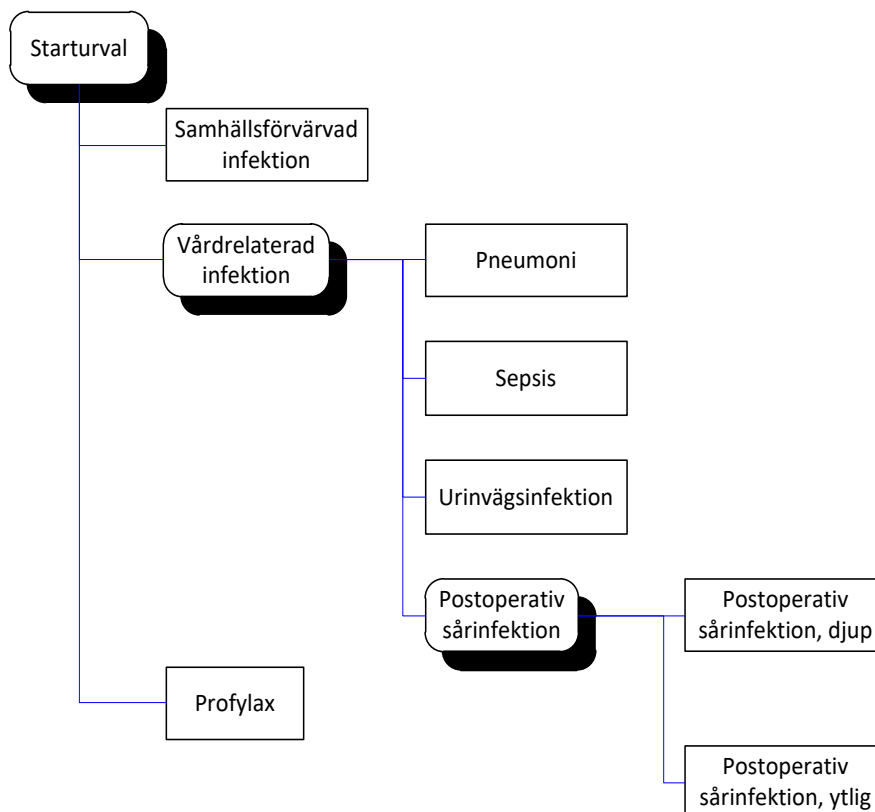 Starturval
Samhällsförvärvad
infektion
Vårdrelaterad
infektion
Pneumoni
Sepsis
Urinvägsinfektion
Postoperativ
sårinfektion
Postoperativ
sårinfektion, djup
Profylax
Postoperativ
sårinfektion, ytlig